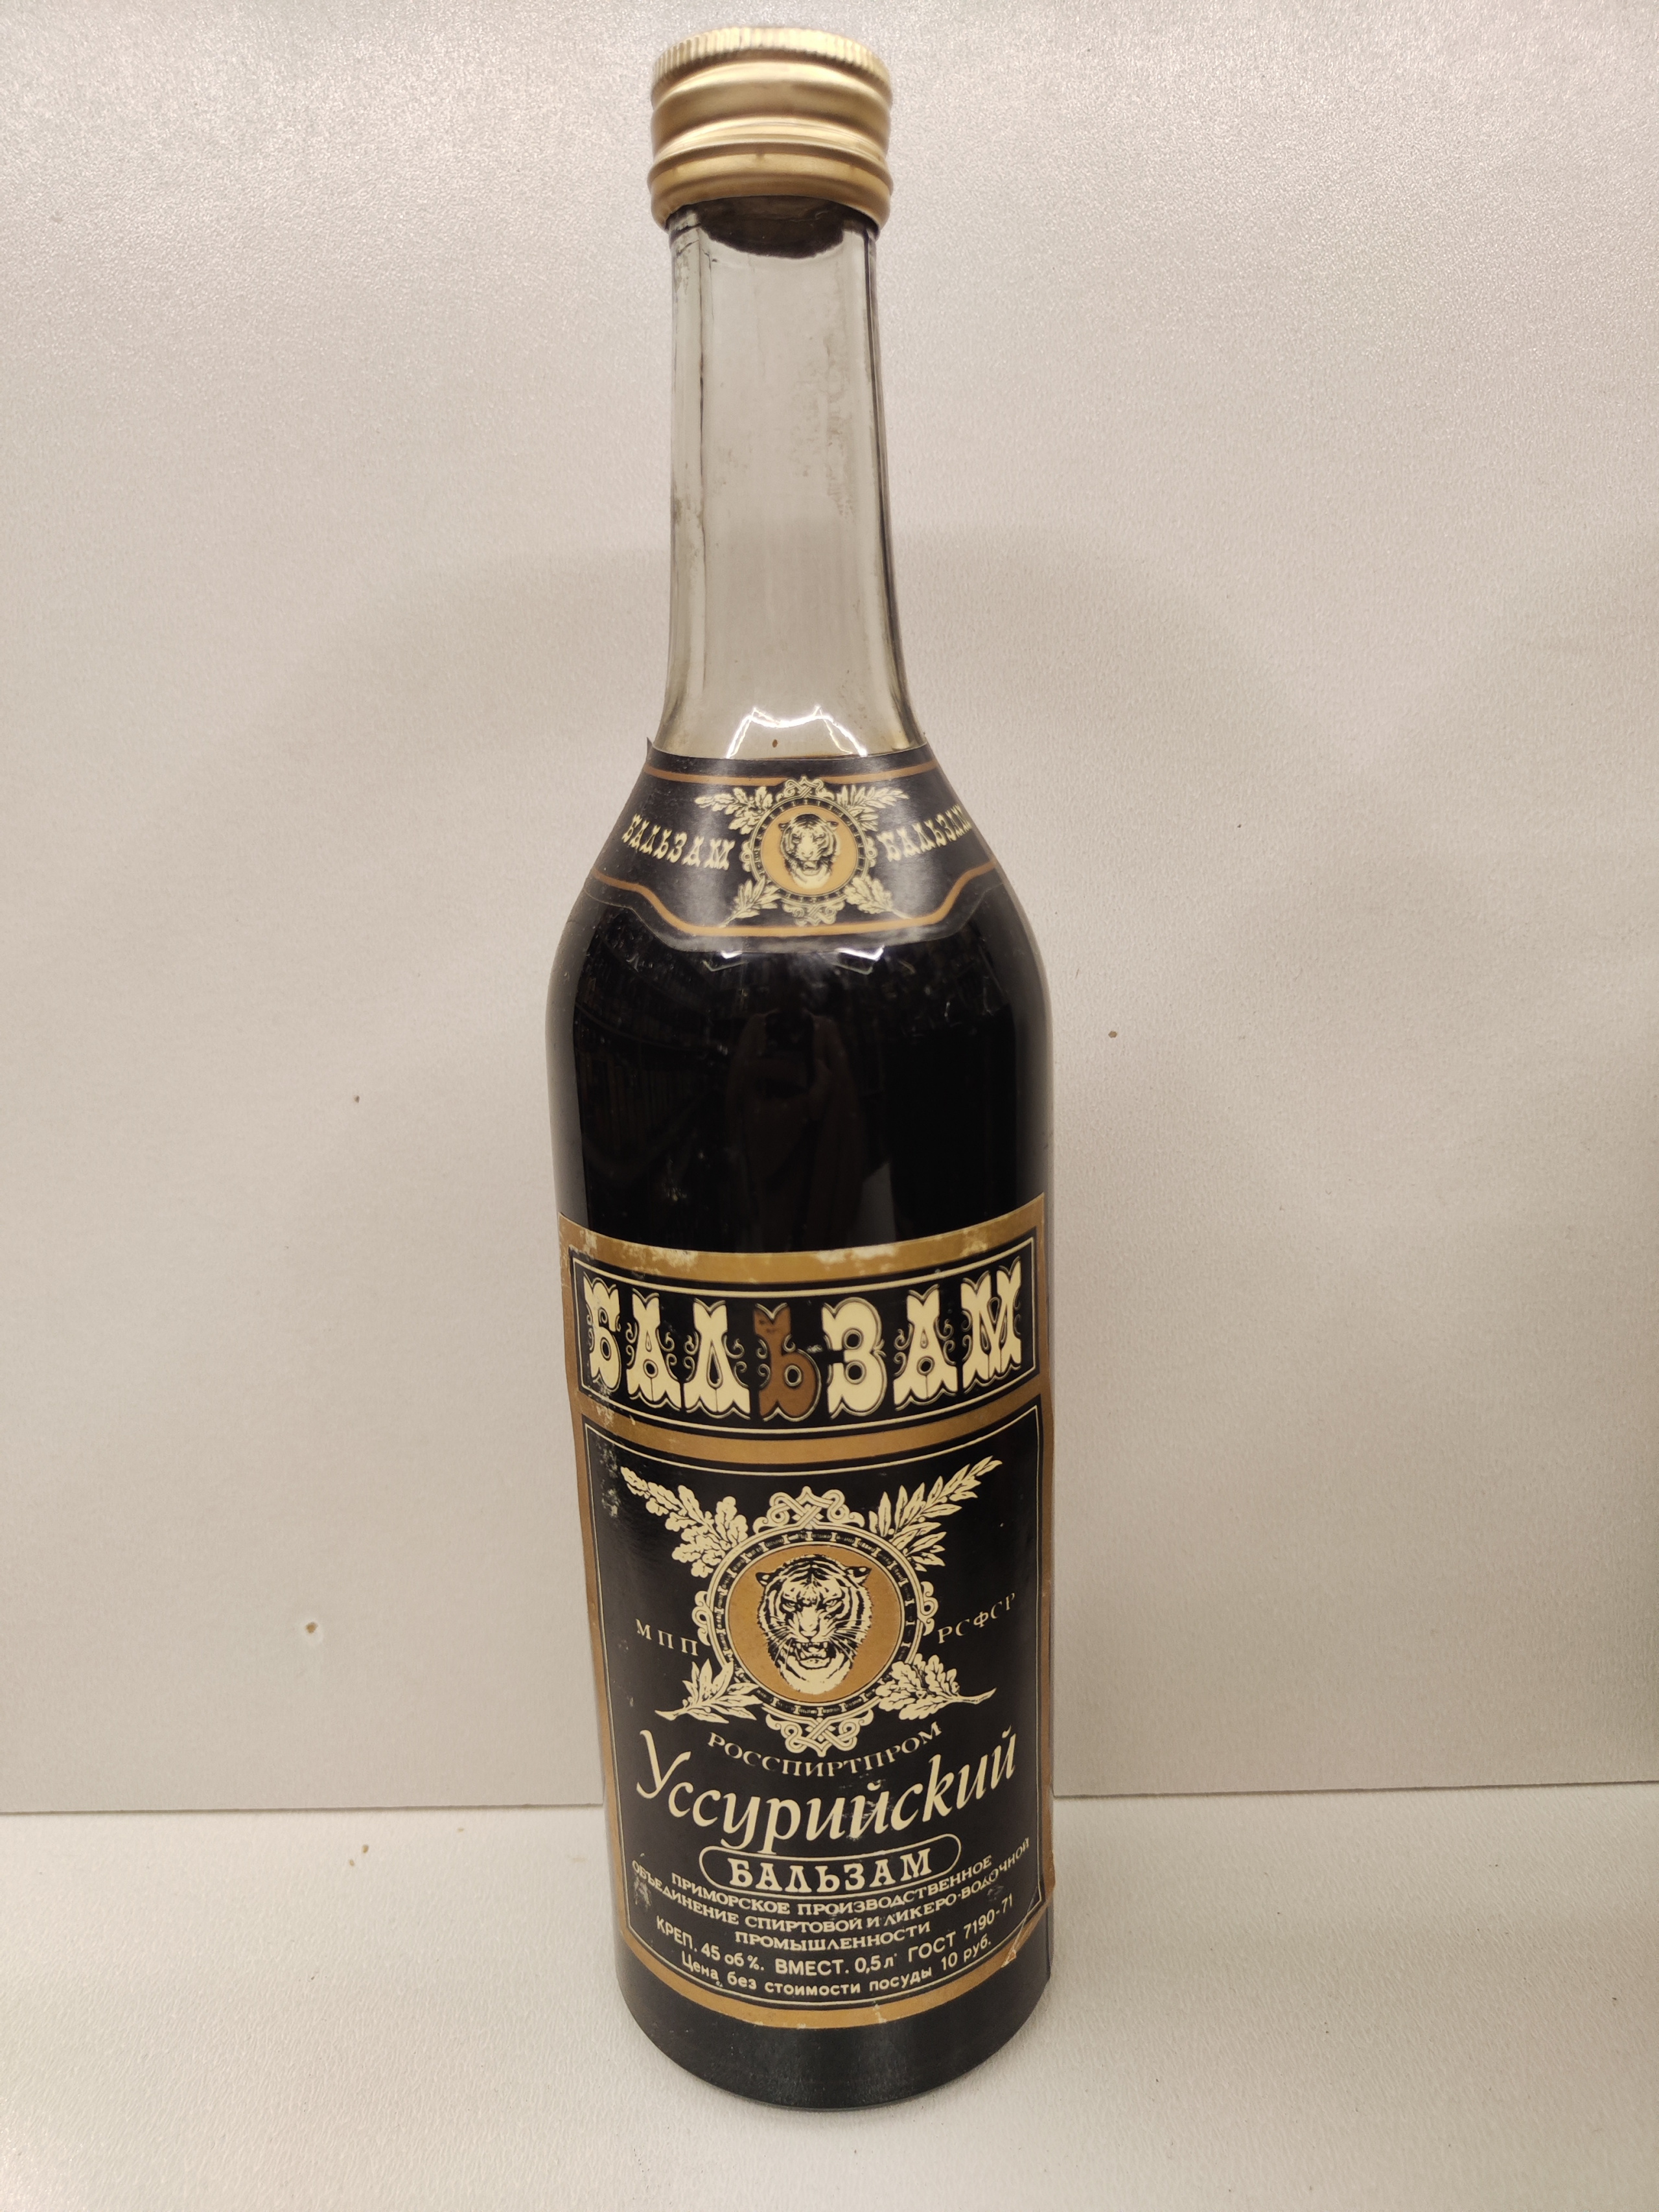 БАЛЬЗАМ БАЛЬЗАМ
БАЛЬЗАМ
МПП РСФСР
РОССПИРТПРОМ
Уссурийский
БАЛЬЗАМ
ПРИМОРСКОЕ ПРОИЗВОДСТВЕННОЕ
ОБЪЕДИНЕНИЕ СПИРТОВОЙ И ЛИКЕРО-ВОДОЧНОЙ
ПРОМЫШЛЕННОСТИ
КРЕП. 45 об%. ВМЕСТ. 0,5л ГОСТ 7190-71
Цена без стоимости посуды 10 руб.